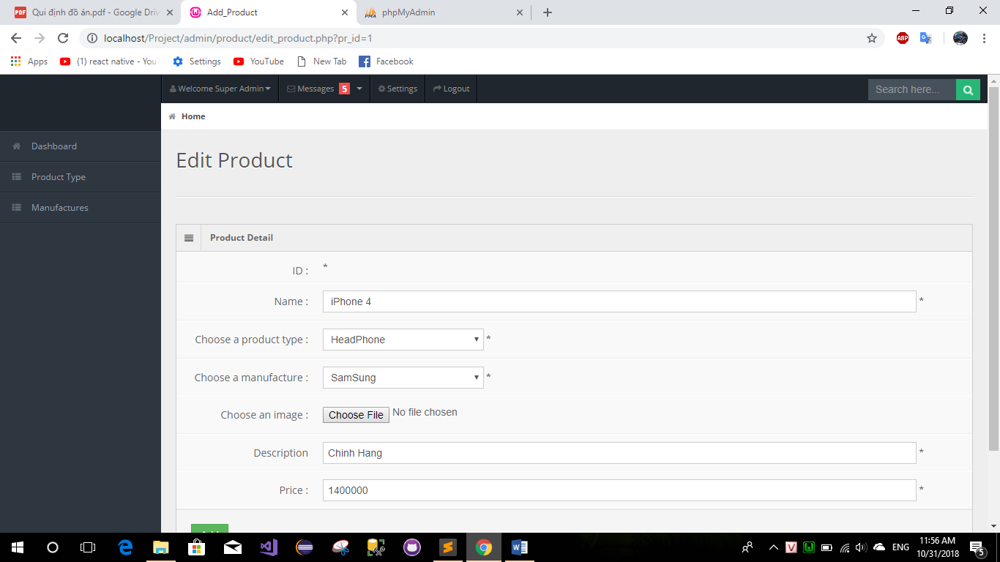 Qui định đồ án.pdf - Google Driv
Add_Product
phpMyAdmin
localhost/Project/admin/product/edit_product.php?pr_id=1
ABP
Apps
(1) react native - YouT
Settings
YouTube
New Tab
Facebook
Welcome Super Admin
Messages 5
Settings
Logout
Search here...
Home
Dashboard
Product Type
Manufactures
Edit Product
Product Detail
ID : *
Name : iPhone 4 *
Choose a product type : HeadPhone *
Choose a manufacture : SamSung *
Choose an image : Choose File No file chosen
Description Chinh Hang *
Price : 1400000 *
ENG
11:56 AM
10/31/2018
5